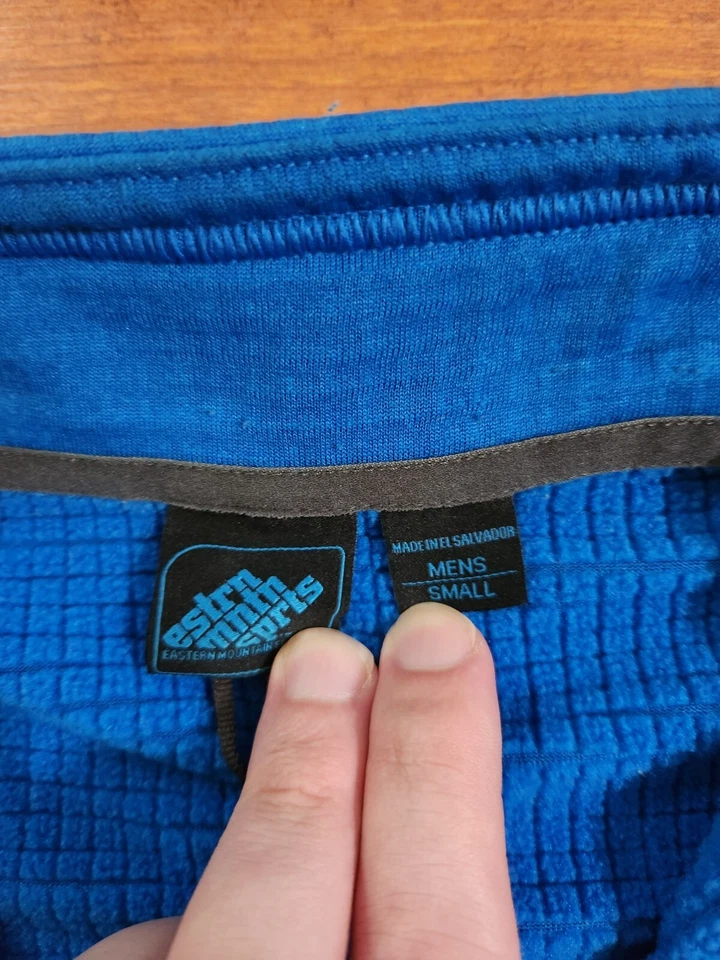 estrn
mntn
sprts
EASTERN MOUNTAIN
MADE IN EL SALVADOR
MENS
SMALL